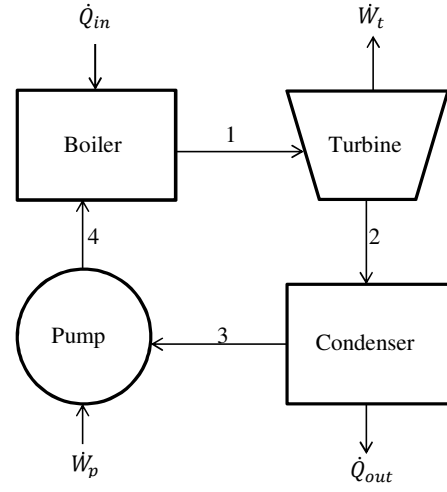 Q̇in
Ẇt
Boiler
1
Turbine
4
2
Pump
3
Condenser
Ẇp
Q̇out